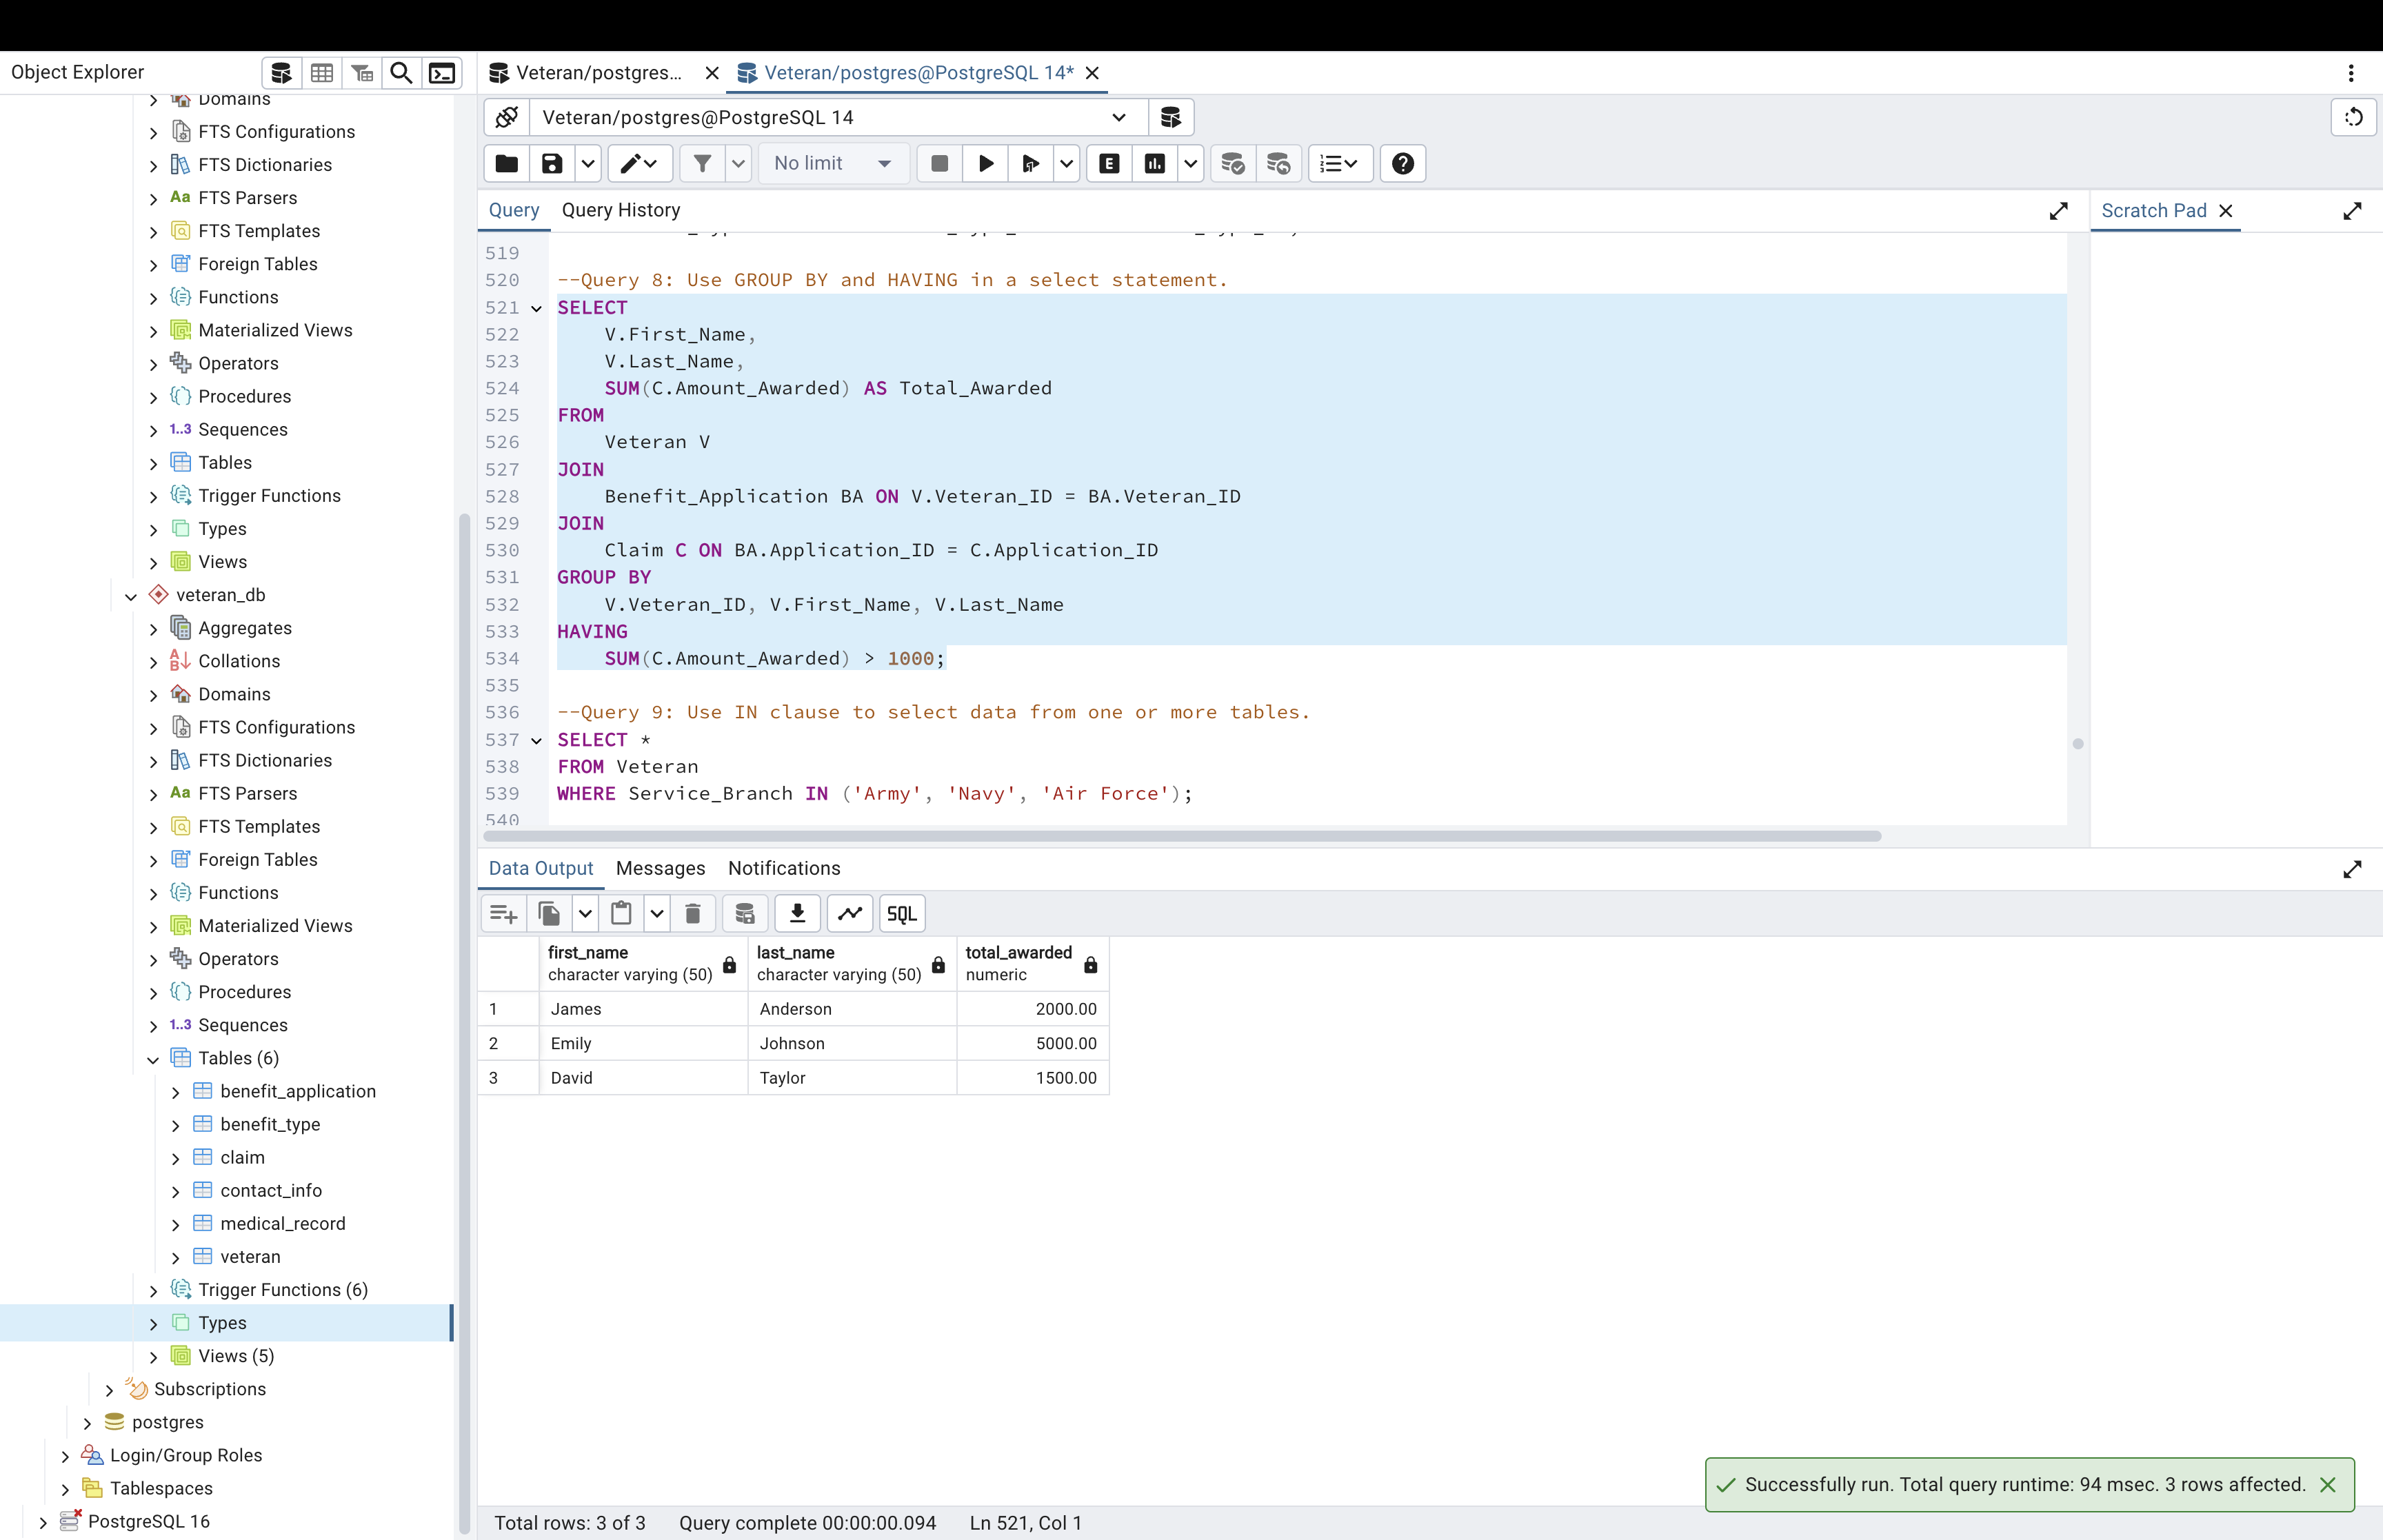 Object Explorer
Domains
FTS Configurations
FTS Dictionaries
Aa FTS Parsers
FTS Templates
Foreign Tables
Functions
Materialized Views
Operators
Procedures
1..3 Sequences
Tables
Trigger Functions
Types
Views
veteran_db
Aggregates
Collations
Domains
FTS Configurations
FTS Dictionaries
Aa FTS Parsers
FTS Templates
Foreign Tables
Functions
Materialized Views
Operators
Procedures
1..3 Sequences
Tables (6)
benefit_application
benefit_type
claim
contact_info
medical_record
veteran
Trigger Functions (6)
Types
Views (5)
Subscriptions
postgres
Login/Group Roles
Tablespaces
PostgreSQL 16
Veteran/postgres... Veteran/postgres@PostgreSQL 14*
Veteran/postgres@PostgreSQL 14
No limit E
Query Query History
Scratch Pad
519
520 --Query 8: Use GROUP BY and HAVING in a select statement.
521 SELECT
522 V.First_Name,
523 V.Last_Name,
524 SUM(C.Amount_Awarded) AS Total_Awarded
525 FROM
526 Veteran V
527 JOIN
528 Benefit_Application BA ON V.Veteran_ID = BA.Veteran_ID
529 JOIN
530 Claim C ON BA.Application_ID = C.Application_ID
531 GROUP BY
532 V.Veteran_ID, V.First_Name, V.Last_Name
533 HAVING
534 SUM(C.Amount_Awarded) > 1000;
535
536 --Query 9: Use IN clause to select data from one or more tables.
537 SELECT *
538 FROM Veteran
539 WHERE Service_Branch IN ('Army', 'Navy', 'Air Force');
540
Data Output Messages Notifications
SQL
first_name last_name total_awarded
character varying (50) character varying (50) numeric
1 James Anderson 2000.00
2 Emily Johnson 5000.00
3 David Taylor 1500.00
Successfully run. Total query runtime: 94 msec. 3 rows affected.
Total rows: 3 of 3 Query complete 00:00:00.094 Ln 521, Col 1